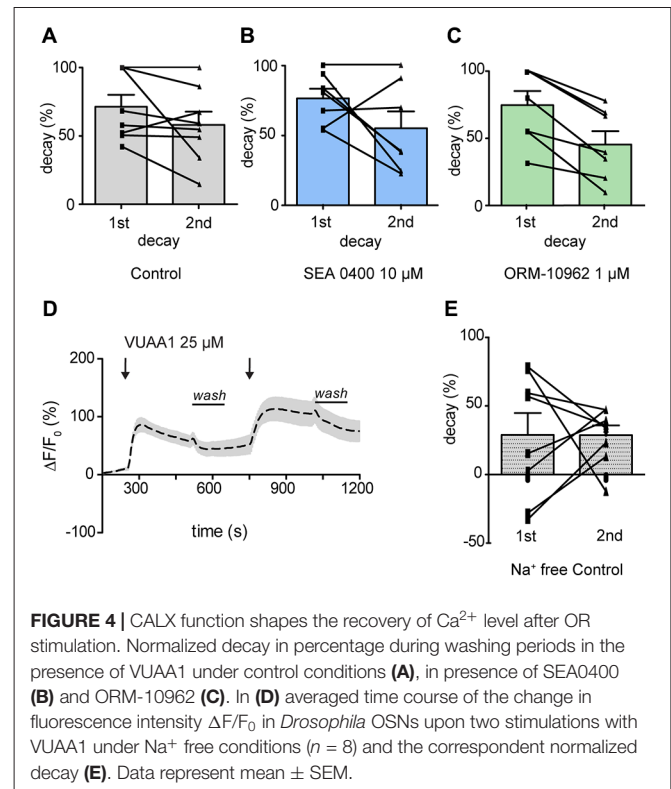 A
B
C
100
50
0
decay (%)
1st 2nd
decay
Control
100
50
0
decay (%)
1st 2nd
decay
SEA 0400 10 µM
100
50
0
decay (%)
1st 2nd
decay
ORM-10962 1 µM
D
VUAA1 25 µM
200
100
0
-100
ΔF/F0 (%)
wash
wash
300 600 900 1200
time (s)
E
100
50
0
-50
decay (%)
1st 2nd
Na⁺ free Control
FIGURE 4 | CALX function shapes the recovery of Ca²⁺ level after OR
stimulation. Normalized decay in percentage during washing periods in the
presence of VUAA1 under control conditions (A), in presence of SEA0400
(B) and ORM-10962 (C). In (D) averaged time course of the change in
fluorescence intensity ΔF/F₀ in Drosophila OSNs upon two stimulations with
VUAA1 under Na⁺ free conditions (n = 8) and the correspondent normalized
decay (E). Data represent mean ± SEM.